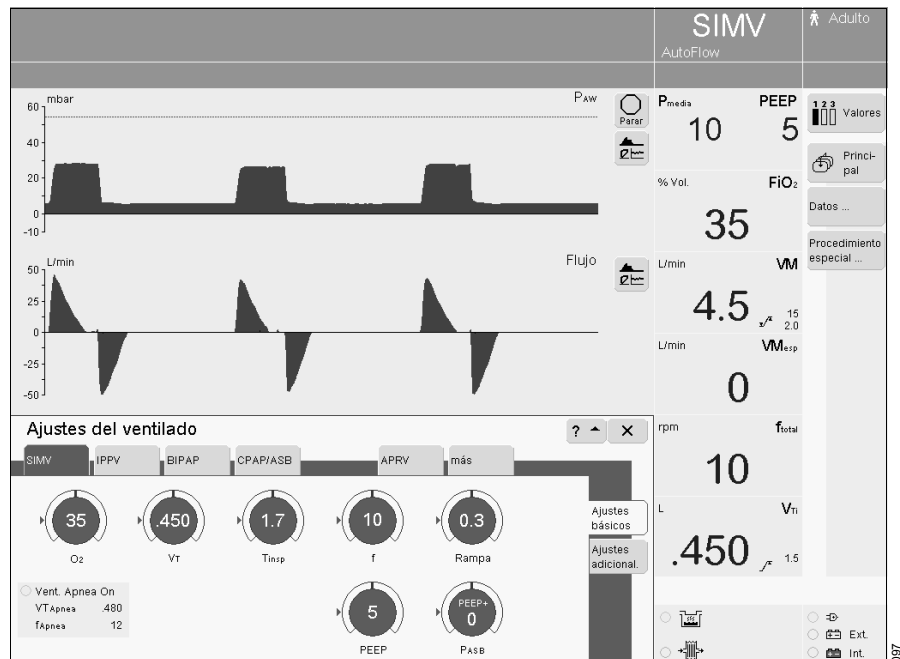 SIMV
AutoFlow
Adulto
mbar
PAW
60
40
20
0
-10
Parar
Pmedia PEEP
10 5
1 2 3
Valores
Princi-
pal
% Vol. FiO2
35
Datos ...
Procedimiento
especial ...
L/min
Flujo
50
25
0
-25
-50
L/min VM
4.5 15
2.0
L/min VMesp
0
Ajustes del ventilado
?
SIMV IPPV BIPAP CPAP/ASB APRV más
35 .450 1.7 10 0.3
O2 VT Tinsp f Rampa
Ajustes
básicos
Ajustes
adicional.
Vent. Apnea On
VTApnea .480
fApnea 12
5
PEEP
PEEP+
0
PASB
rpm ftotal
10
L VTi
.450 1.5
Ext.
Int.
097